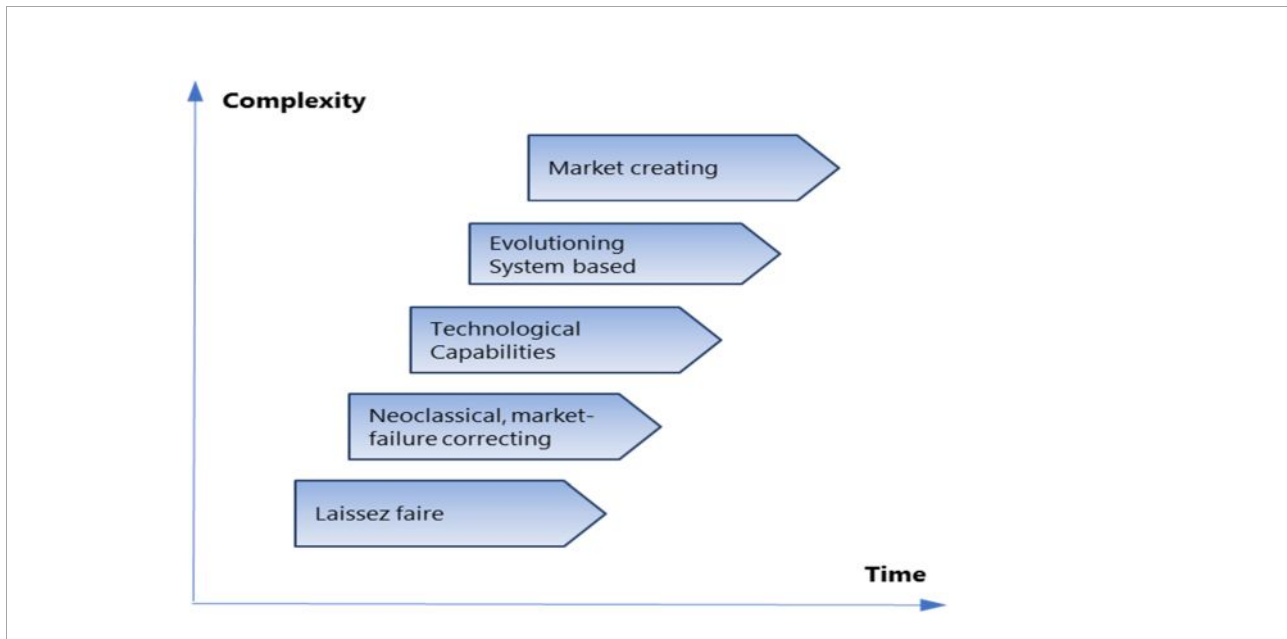 Complexity
Market creating
Evolutioning
System based
Technological
Capabilities
Neoclassical, market-
failure correcting
Laissez faire
Time